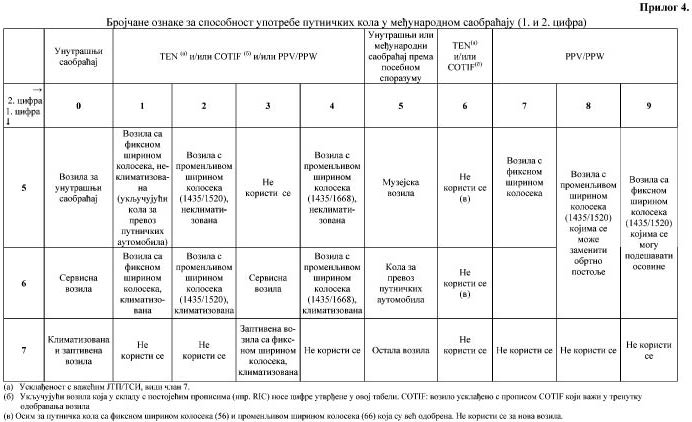 Прилог 4.
Бројчане ознаке за способност употребе путничких кола у међународном саобраћају (1. и 2. цифра)
Унутрашњи
саобраћај
TEN (а) и/или COTIF (б) и/или PPV/PPW
Унутрашњи или
међународни
саобраћај према
посебном
споразуму
TEN(а)
и/или
COTIF(б)
PPV/PPW
→
2. цифра
1. цифра
↓
0
1
2
3
4
5
6
7
8
9
5
Возила за
унутрашњи
саобраћај
Возила са
фиксном
ширином
колосека, не-
климатизова-
на
(укључујући
кола за
превоз
путничких
аутомобила)
Возила с
променљивом
ширином
колосека
(1435/1520),
неклимати-
зована
Не
користи се
Возила с
променљивом
ширином
колосека
(1435/1668),
неклимати-
зована
Музејска
возила
Не
користи се
(в)
Возила с
фиксном
ширином
колосека
Возила с
променљивом
ширином
колосека
(1435/1520)
којима се
може
заменити
обртно
постоље
Возила са
фиксном
ширином
колосека
(1435/1520)
којима се
могу
подешавати
осовине
6
Сервисна
возила
Возила са
фиксном
ширином
колосека,
климатизо-
вана
Возила с
променљивом
ширином
колосека
(1435/1520),
климатизована
Сервисна
возила
Возила с
променљивом
ширином
колосека
(1435/1668),
климатизована
Кола за
превоз
путничких
аутомобила
Не
користи се
(в)
7
Климатизована
и заптивена
возила
Не
користи се
Не
користи се
Заптивена во-
зила са фикс-
ном ширином
колосека,
климатизована
Не користи се
Остала возила
Не
користи се
Не користи се
Не користи се
Не
користи се
(а) Усклађеност с важећим ЈТП/ТСИ, види члан 7.
(б) Укључујући возила која у складу с постојећим прописима (нпр. RIC) носе цифре утврђене у овој табели. COTIF: возило усклађено с прописом COTIF који важи у тренутку
одобравања возила
(в) Осим за путничка кола са фиксном ширином колосека (56) и променљивом ширином колосека (66) која су већ одобрена. Не користи се за нова возила.